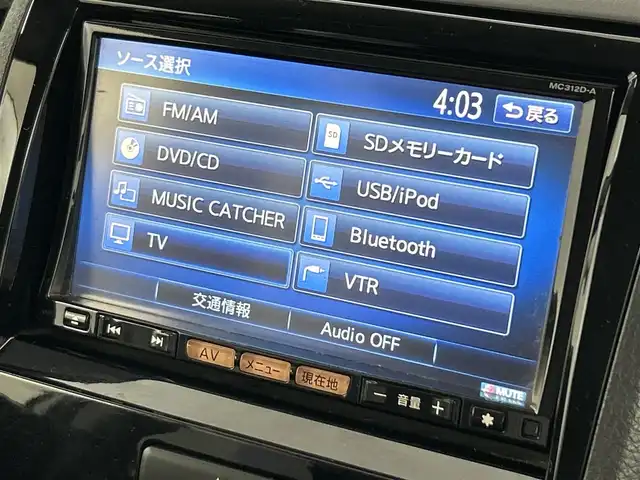 ソース選択
MC312D-A
4:03
戻る
FM/AM
SD
SDメモリーカード
DVD/CD
USB/iPod
MUSIC CATCHER
Bluetooth
TV
VTR
交通情報
Audio OFF
MUTE
AV
メニュー
現在地
− 音量 +